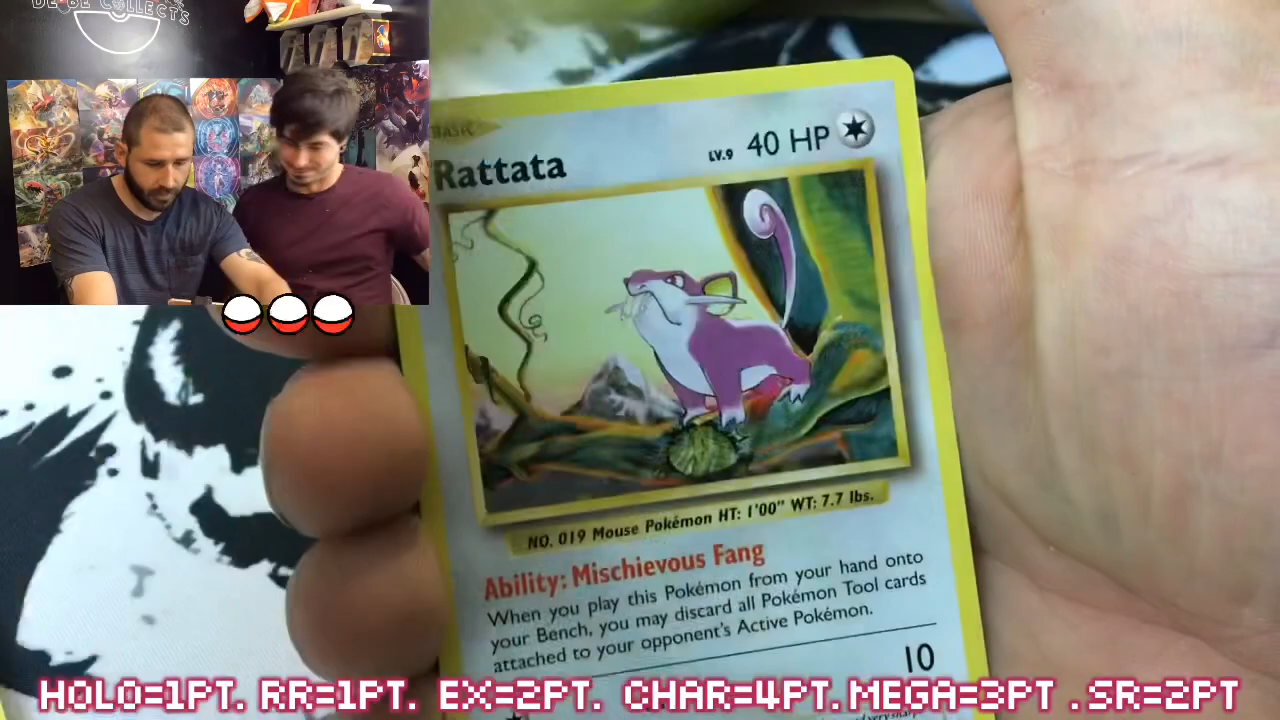 DEOBE COLLECTS
BASIC
Rattata
LV.9 40 HP
NO. 019 Mouse Pokémon HT: 1'00" WT: 7.7 lbs.
Ability: Mischievous Fang
When you play this Pokémon from your hand onto
your Bench, you may discard all Pokémon Tool cards
attached to your opponent's Active Pokémon.
10
HOLO=1PT. RR=1PT. EX=2PT. CHAR=4PT. MEGA=3PT . SR=2PT